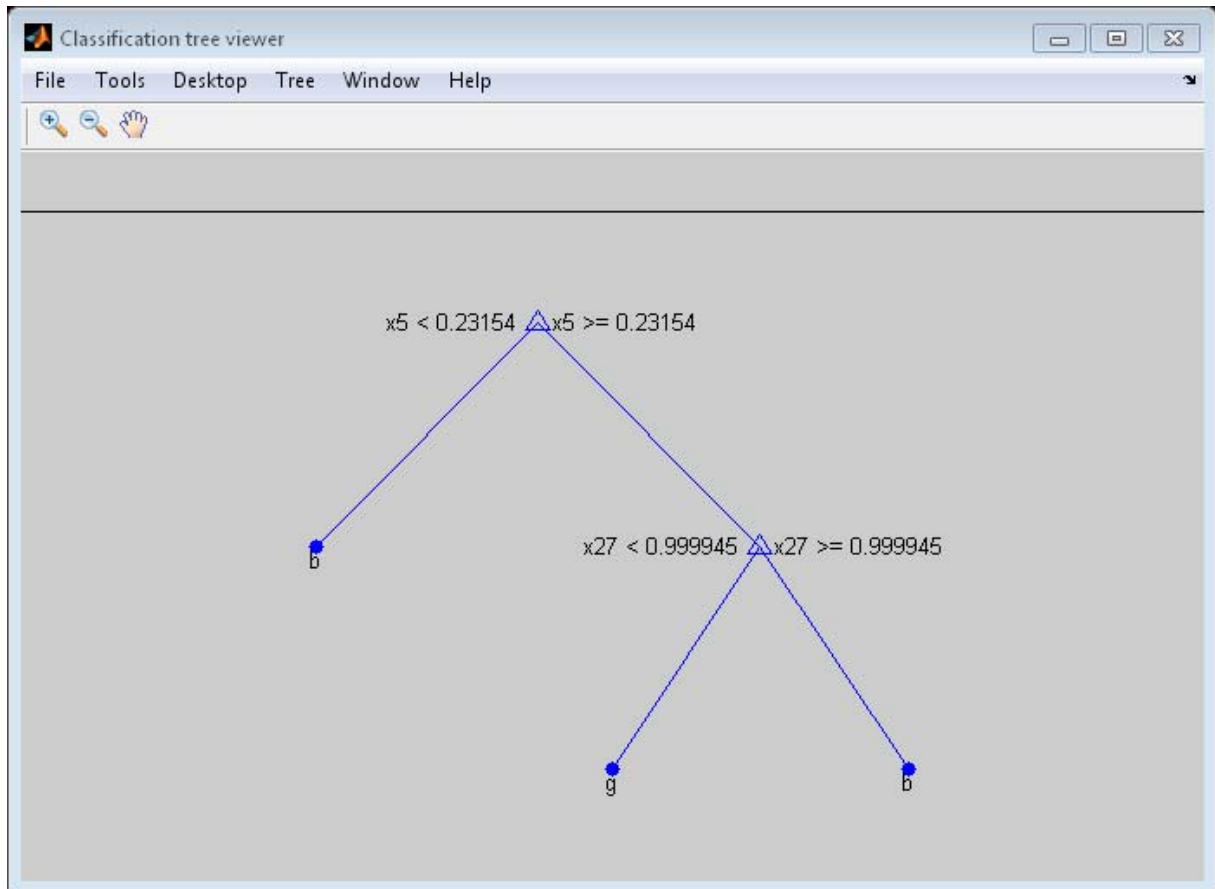 Classification tree viewer
File Tools Desktop Tree Window Help
x5 < 0.23154 x5 >= 0.23154
b
x27 < 0.999945 x27 >= 0.999945
g
b